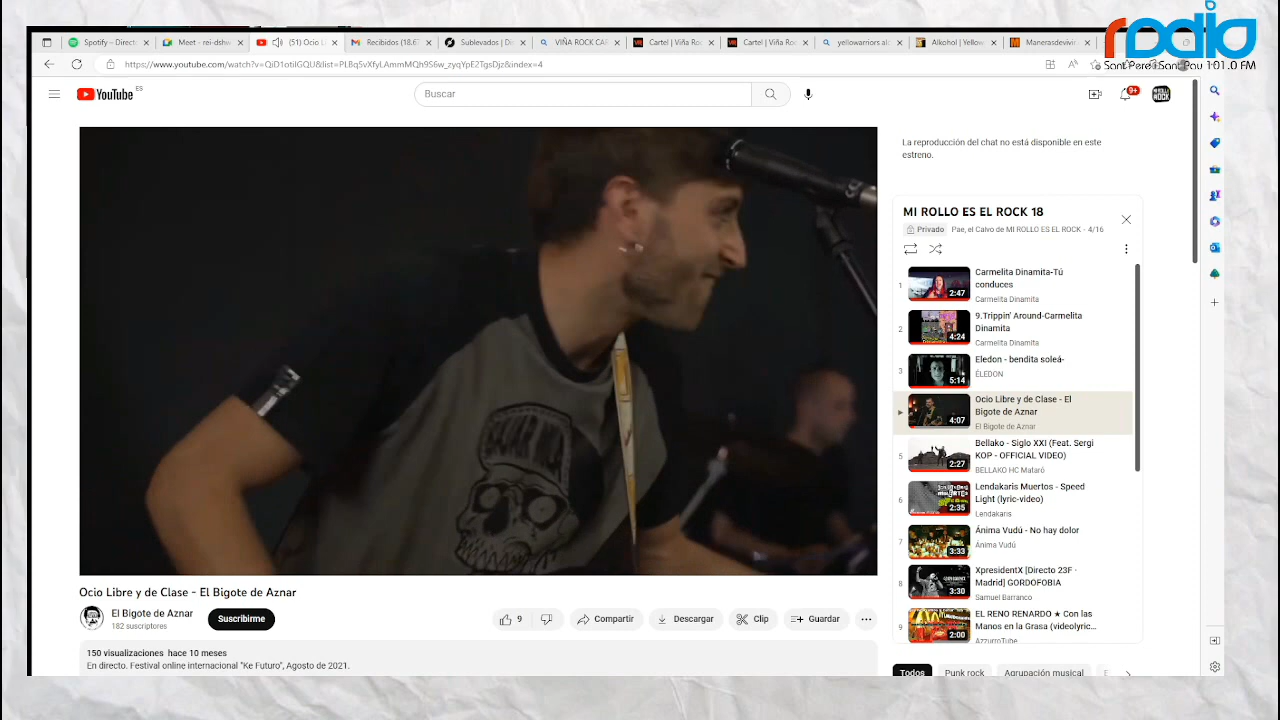 rodio
Sant Pere i Sant Pau 101.0 FM
Spotify – Directo
Meet - rei-dshw
(51) Ocio Li
Recibidos (18.6
Sublevados | Do
VIÑA ROCK CAR
Cartel | Viña Ro
Cartel | Viña Ro
yellowarriors al
Alkohol | Yellow
Manerasdevivir
https://www.youtube.com/watch?v=
YouTube ES
Buscar
9+
La reproducción del chat no está disponible en este
estreno.
MI ROLLO ES EL ROCK 18
Privado Pae, el Calvo de MI ROLLO ES EL ROCK - 4/16
1
2:47
Carmelita Dinamita-Tú
conduces
Carmelita Dinamita
2
4:24
9.Trippin' Around-Carmelita
Dinamita
Carmelita Dinamita
3
5:14
Eledon - bendita soleá-
ÉLEDON
4:07
Ocio Libre y de Clase - El
Bigote de Aznar
El Bigote de Aznar
5
2:27
Bellako - Siglo XXI (Feat. Sergi
KOP - OFFICIAL VIDEO)
BELLAKO HC Mataró
6
2:35
Lendakaris Muertos - Speed
Light (lyric-video)
Lendakaris
7
3:33
Ánima Vudú - No hay dolor
Ánima Vudú
8
3:30
XpresidentX [Directo 23F -
Madrid] GORDOFOBIA
Samuel Barranco
9
2:00
EL RENO RENARDO ★ Con las
Manos en la Grasa (videolyric...
AzzurroTube
Ocio Libre y de Clase - El Bigote de Aznar
El Bigote de Aznar
182 suscriptores
Suscribirme
9
Compartir
Descargar
Clip
Guardar
150 visualizaciones hace 10 meses
En directo. Festival online internacional "Ke Futuro", Agosto de 2021.
Todos
Punk rock
Agrupación musical